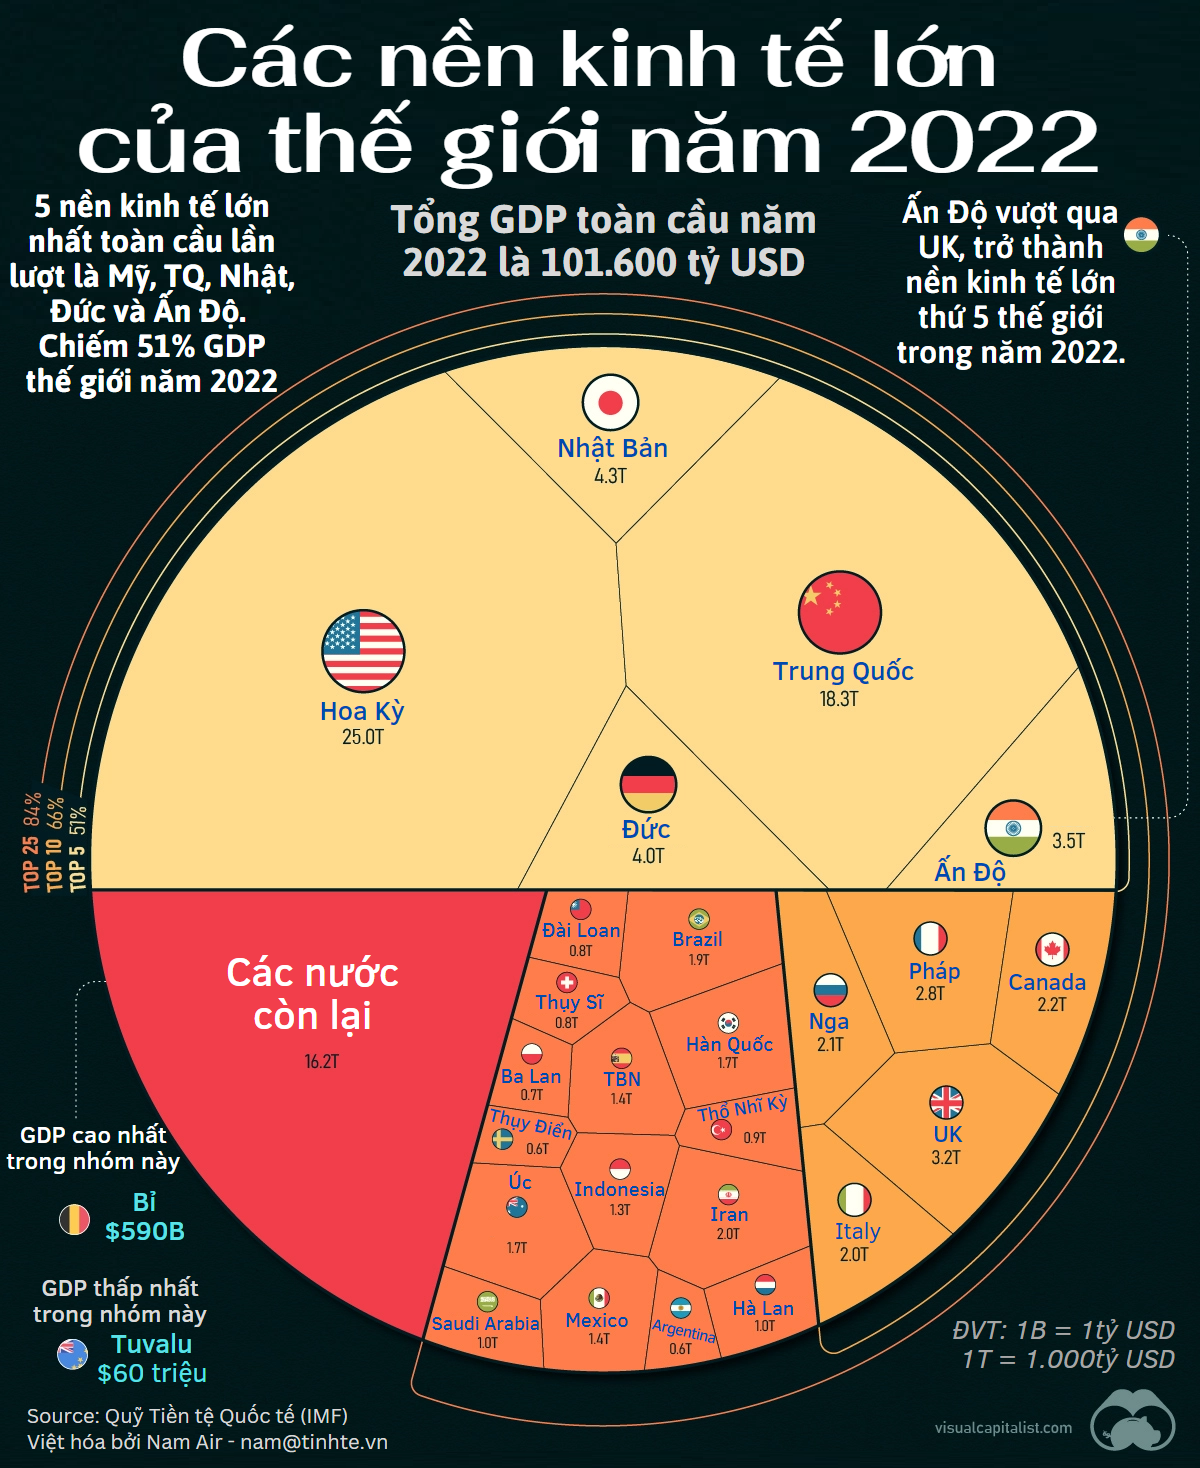 Các nền kinh tế lớn
của thế giới năm 2022
5 nền kinh tế lớn
nhất toàn cầu lần
lượt là Mỹ, TQ, Nhật,
Đức và Ấn Độ.
Chiếm 51% GDP
thế giới năm 2022
Tổng GDP toàn cầu năm
2022 là 101.600 tỷ USD
Ấn Độ vượt qua
UK, trở thành
nền kinh tế lớn
thứ 5 thế giới
trong năm 2022.
Nhật Bản
4.3T
Hoa Kỳ
25.0T
Trung Quốc
18.3T
Đức
4.0T
Ấn Độ
3.5T
TOP 25 84%
TOP 10 66%
TOP 5 51%
Các nước
còn lại
16.2T
Đài Loan
0.8T
Brazil
1.9T
Thụy Sĩ
0.8T
Hàn Quốc
1.7T
Ba Lan
0.7T
TBN
1.4T
Thổ Nhĩ Kỳ
0.9T
Thụy Điển
0.6T
Úc
1.7T
Indonesia
1.3T
Iran
2.0T
Saudi Arabia
1.0T
Mexico
1.4T
Argentina
0.6T
Hà Lan
1.0T
Nga
2.1T
Pháp
2.8T
Canada
2.2T
UK
3.2T
Italy
2.0T
GDP cao nhất
trong nhóm này
Bỉ
$590B
GDP thấp nhất
trong nhóm này
Tuvalu
$60 triệu
ĐVT: 1B = 1tỷ USD
1T = 1.000tỷ USD
Source: Quỹ Tiền tệ Quốc tế (IMF)
Việt hóa bởi Nam Air - nam@tinhte.vn
visualcapitalist.com